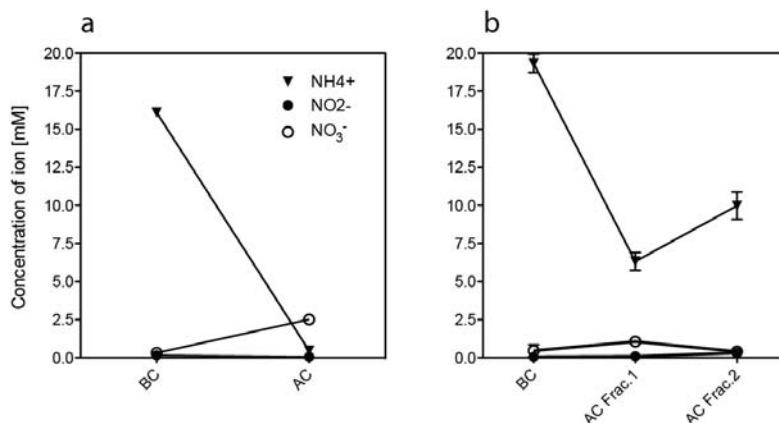 a
b
20.0
17.5
15.0
12.5
10.0
7.5
5.0
2.5
0.0
Concentration of ion [mM]
NH4+
NO2-
NO₃⁻
BC
AC
20.0
17.5
15.0
12.5
10.0
7.5
5.0
2.5
0.0
BC
AC Frac.1
AC Frac.2